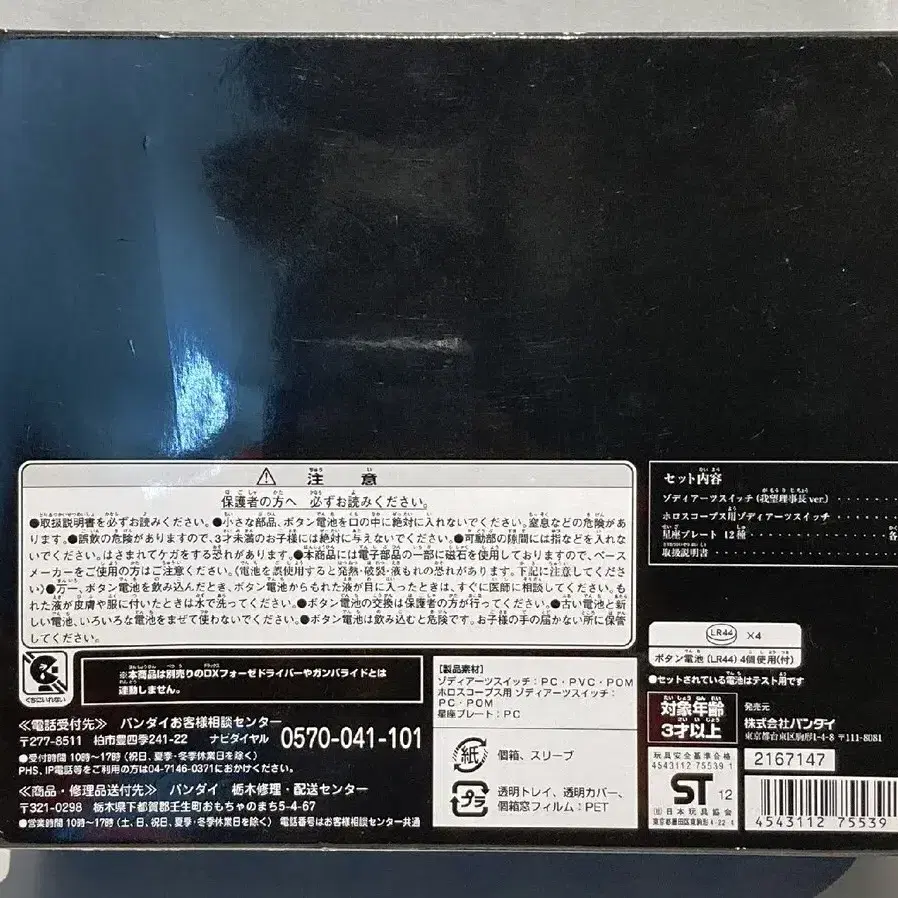 ⚠ 注意
保護者の方へ 必ずお読みください。
●取扱説明書を必ずお読みください。●小さな部品、ボタン電池を口の中に絶対に入れないでください。窒息などの危険があ
ります。●誤飲の危険がありますので、3才未満のお子様には絶対に与えないでください。●可動部の隙間には指などを入れな
いでください。はさまれてケガをする恐れがあります。●本商品には電子部品の一部に磁石を使用しておりますので、ペース
メーカーをご使用の方はご注意ください。(電池を誤使用すると発熱・破裂・液もれの恐れがあります。下記に注意してくださ
い)●万一、ボタン電池を飲み込んだとき、ボタン電池からもれた液が目に入ったときは、すぐに医師に相談してください。も
れた液が皮膚や服に付いたときは水で洗ってください。●ボタン電池の交換は保護者の方が行ってください。●古い電池と新
しい電池、いろいろな電池をまぜて使わないでください。●ボタン電池は飲み込むと危険です。お子様の手の届かない所に保管
してください。
くちにいれない
※本商品は別売りのDXフォーゼドライバーやガンバライドとは
連動しません。
≪電話受付先≫ バンダイお客様相談センター
〒277-8511 柏市豊四季241-22 ナビダイヤル 0570-041-101
●受付時間 10時〜17時(祝日、夏季・冬季休業日を除く)
PHS、IP電話等をご利用の方は04-7146-0371におかけください。
≪商品・修理品送付先≫ バンダイ 栃木修理・配送センター
〒321-0298 栃木県下都賀郡壬生町おもちゃのまち5-4-67
●営業時間 10時〜17時(土、日、祝日、夏季・冬季休業日を除く) 電話番号はお客様相談センター共通
【製品素材】
ゾディアーツスイッチ:PC・PVC・POM
ホロスコープス用 ゾディアーツスイッチ:
PC・POM
星座プレート:PC
紙
個箱、スリーブ
プラ
透明トレイ、透明カバー、
個箱窓フィルム:PET
セット内容
ゾディアーツスイッチ(我望理事長ver.)
ホロスコープス用ゾディアーツスイッチ
星座プレート 12種 各
取扱説明書
LR44 ×4
ボタン電池(LR44)4個使用(付)
●セットされている電池はテスト用です
対象年齢
3才以上
発売元
株式会社バンダイ
東京都台東区駒形1-4-8 〒111-8081
玩具安全基準合格
4543112 75539 1
ST 12
日本玩具協会
東京都墨田区東駒形4-22-4
2167147
4543112 75539